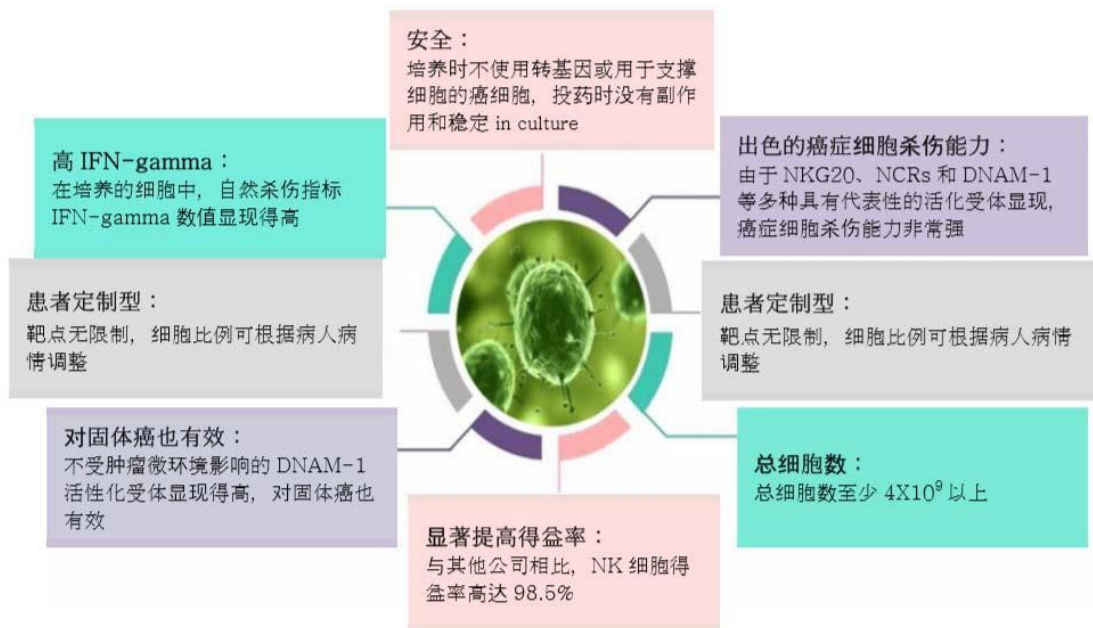 安全：
培养时不使用转基因或用于支撑
细胞的癌细胞，投药时没有副作
用和稳定 in culture
高 IFN-gamma：
在培养的细胞中，自然杀伤指标
IFN-gamma 数值显现得高
出色的癌症细胞杀伤能力：
由于 NKG20、NCRs 和 DNAM-1
等多种具有代表性的活化受体显现，
癌症细胞杀伤能力非常强
患者定制型：
靶点无限制，细胞比例可根据病人病
情调整
患者定制型：
靶点无限制，细胞比例可根据病人病情
调整
对固体癌也有效：
不受肿瘤微环境影响的 DNAM-1
活性化受体显现得高，对固体癌也
有效
总细胞数：
总细胞数至少 4X10⁹ 以上
显著提高得益率：
与其他公司相比，NK 细胞得
益率高达 98.5%